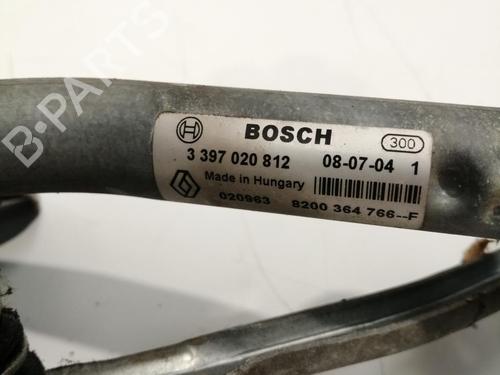 B-PARTS
BOSCH
300
3 397 020 812 08-07-04 1
Made in Hungary
020963 8200 364 766--F